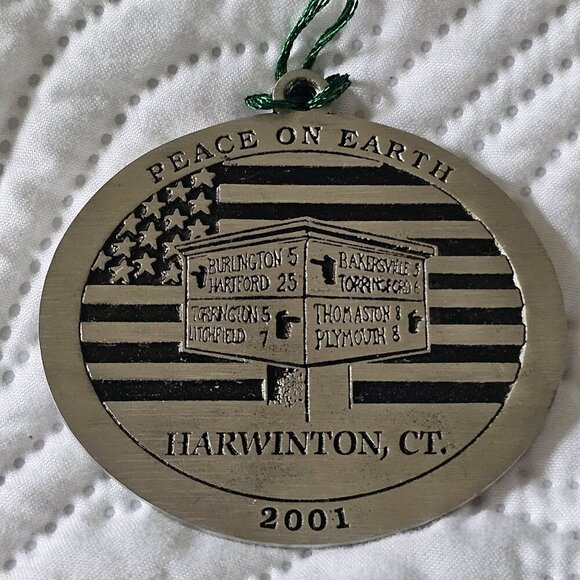 PEACE ON EARTH
BURLINGTON 5
HARTFORD 25
TORRINGTON 5
LITCHFIELD 7
BAKERSVILLE 5
TORRINGFORD 6
THOMASTON 8
PLYMOUTH 8
HARWINTON, CT.
2001